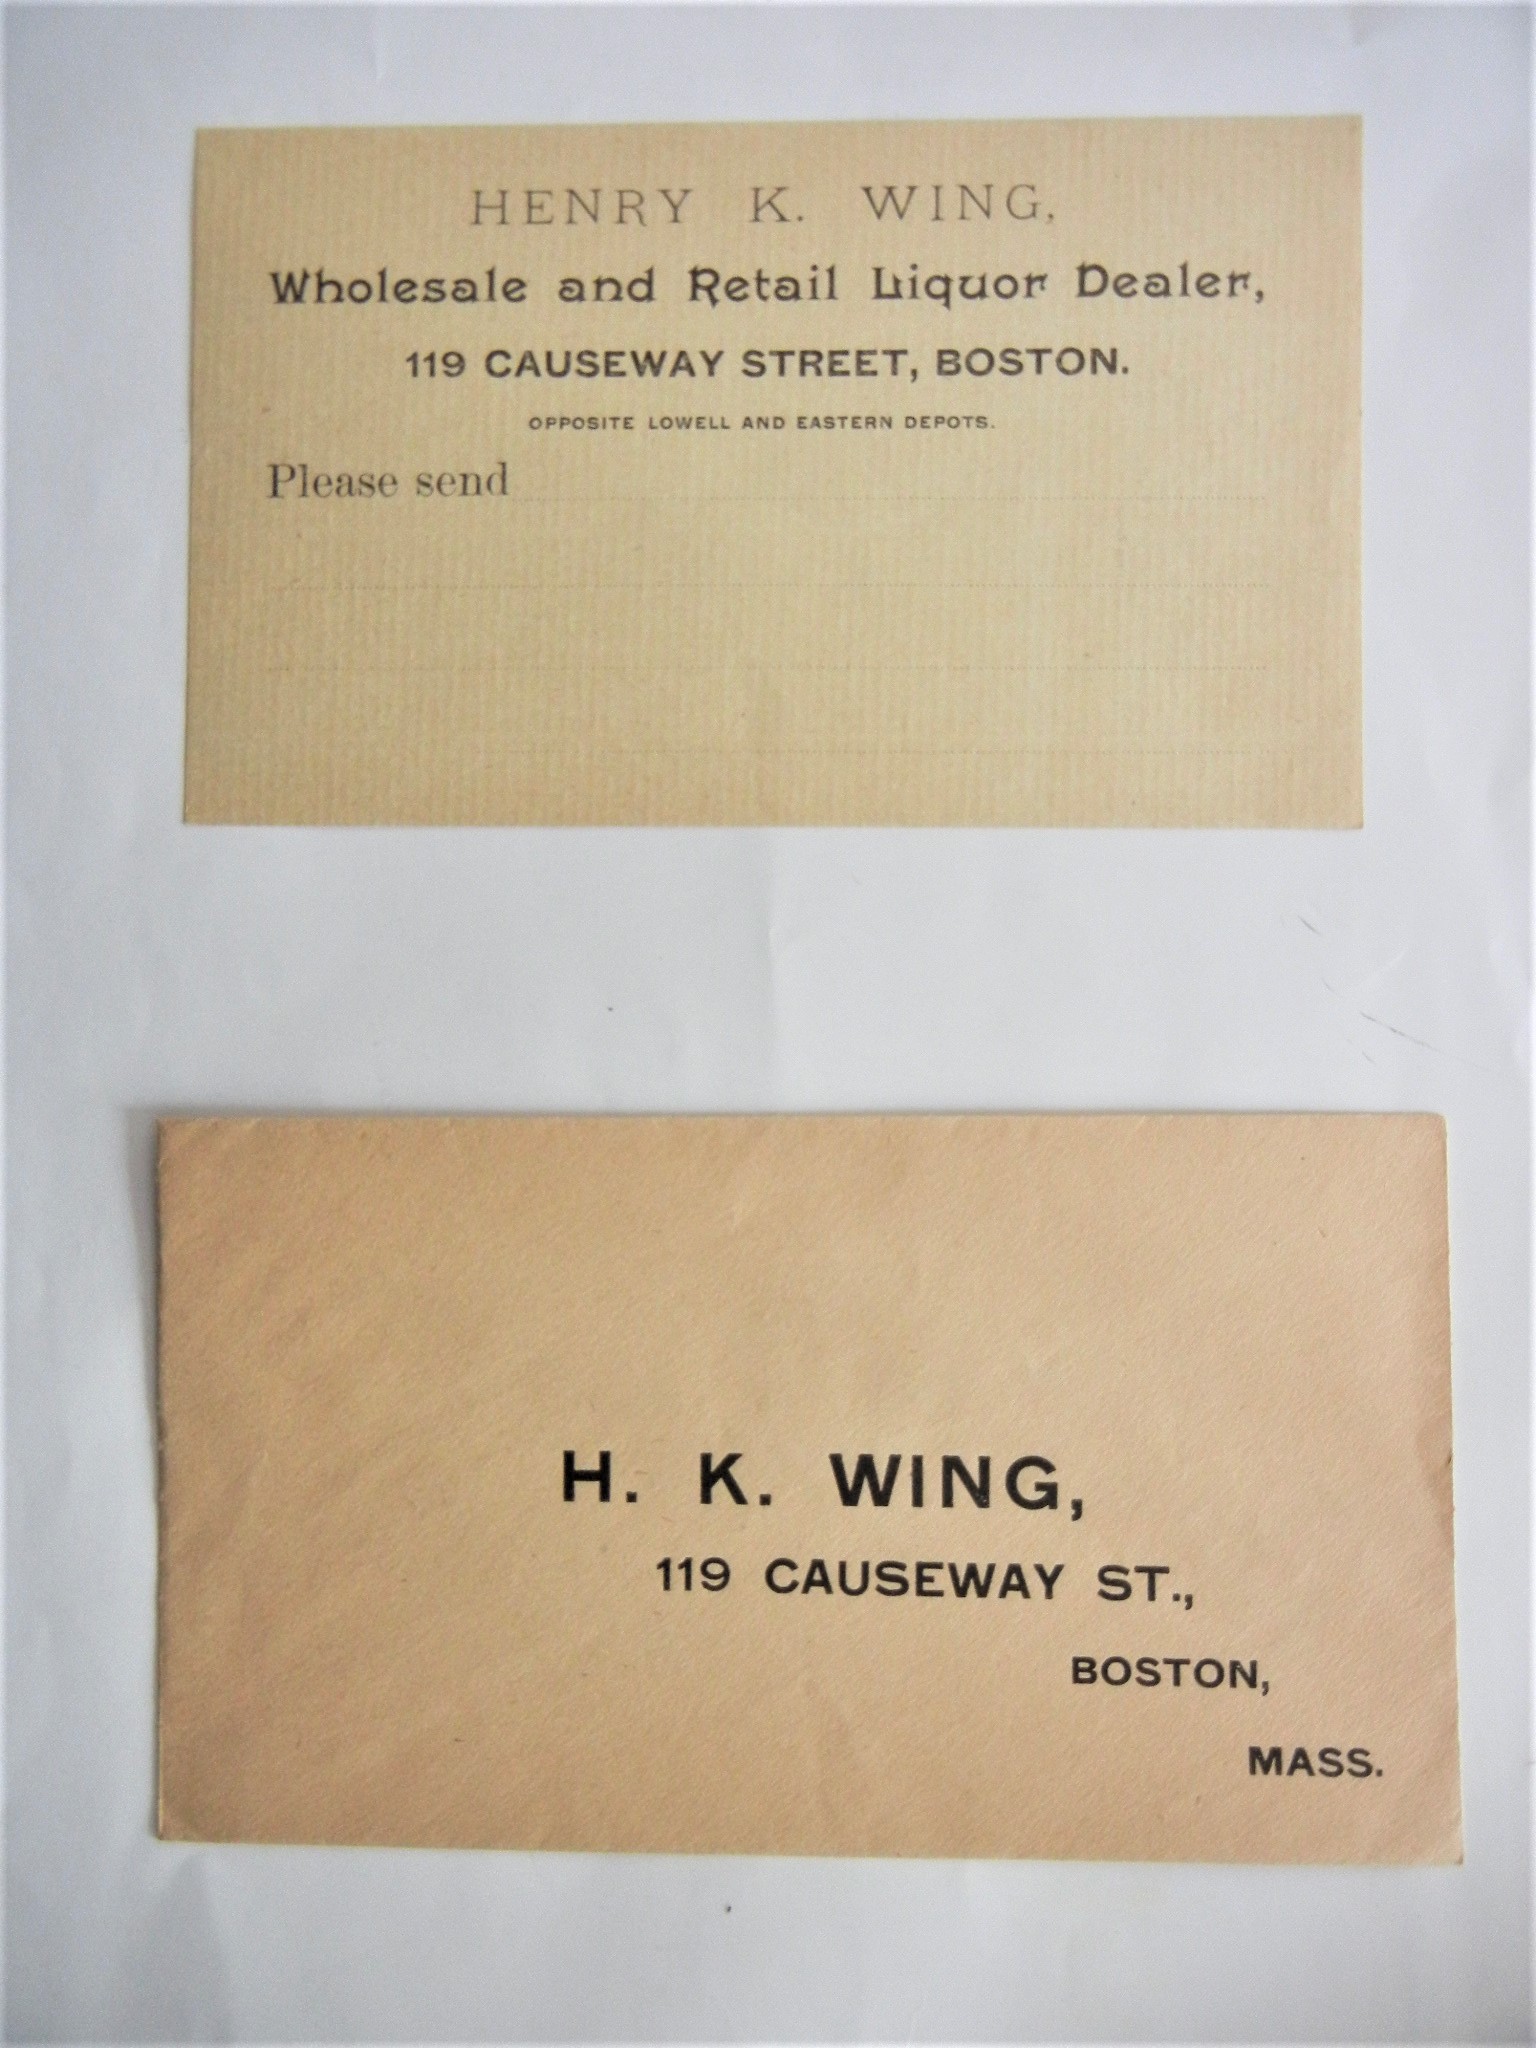 HENRY K. WING,
Wholesale and Retail Liquor Dealer,
119 CAUSEWAY STREET, BOSTON.
OPPOSITE LOWELL AND EASTERN DEPOTS.
Please send
H. K. WING,
119 CAUSEWAY ST.,
BOSTON,
MASS.